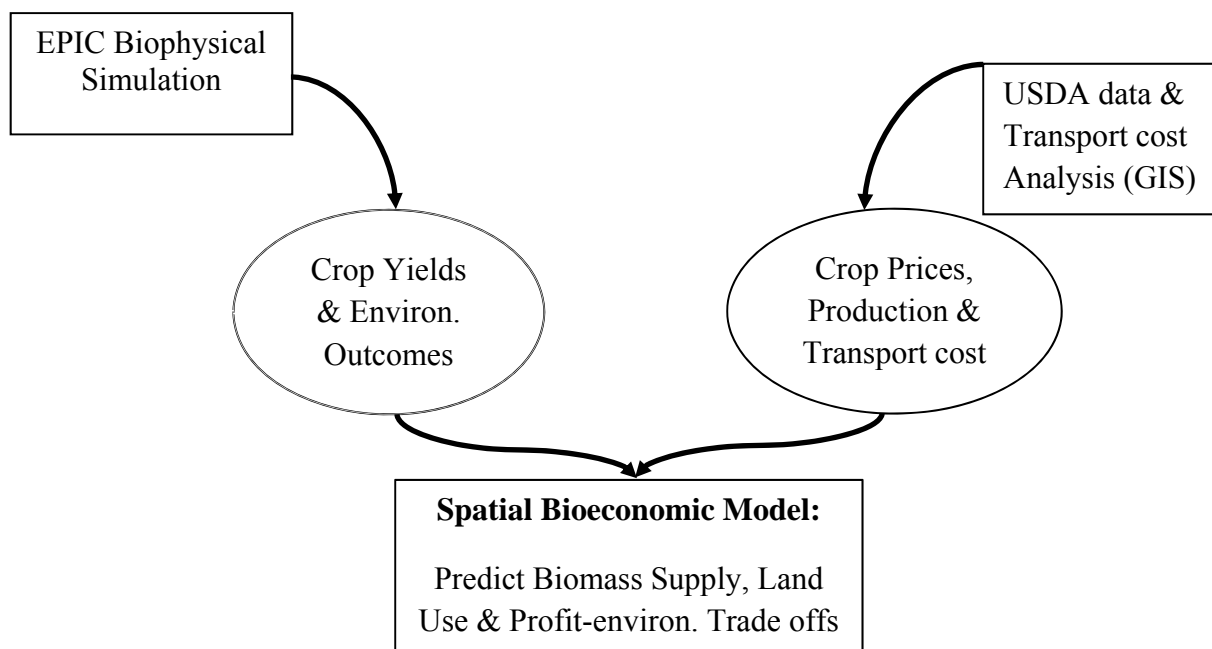 EPIC Biophysical
Simulation
USDA data &
Transport cost
Analysis (GIS)
Crop Yields
& Environ.
Outcomes
Crop Prices,
Production &
Transport cost
Spatial Bioeconomic Model:
Predict Biomass Supply, Land
Use & Profit-environ. Trade offs